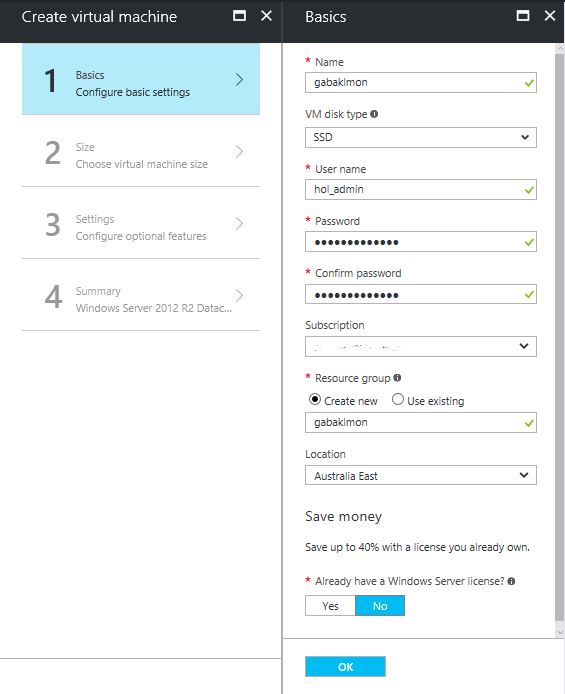 Create virtual machine
1
Basics
Configure basic settings
2
Size
Choose virtual machine size
3
Settings
Configure optional features
4
Summary
Windows Server 2012 R2 Datac...
Basics
* Name
gabaklmon
VM disk type
SSD
* User name
hol_admin
* Password
●●●●●●●●●●●●●
* Confirm password
●●●●●●●●●●●●●
Subscription
* Resource group
Create new Use existing
gabaklmon
Location
Australia East
Save money
Save up to 40% with a license you already own.
* Already have a Windows Server license?
Yes No
OK